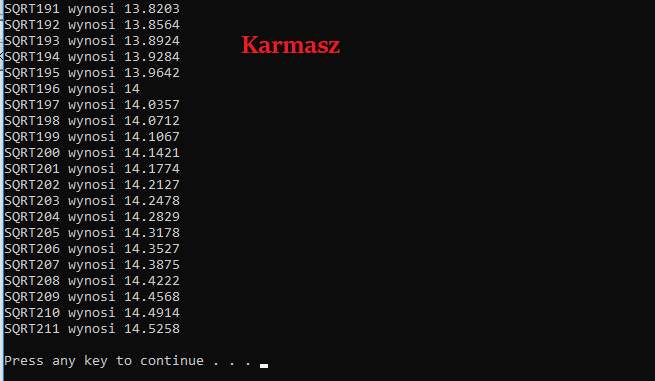 SQRT191 wynosi 13.8203
SQRT192 wynosi 13.8564
SQRT193 wynosi 13.8924
Karmasz
SQRT194 wynosi 13.9284
SQRT195 wynosi 13.9642
SQRT196 wynosi 14
SQRT197 wynosi 14.0357
SQRT198 wynosi 14.0712
SQRT199 wynosi 14.1067
SQRT200 wynosi 14.1421
SQRT201 wynosi 14.1774
SQRT202 wynosi 14.2127
SQRT203 wynosi 14.2478
SQRT204 wynosi 14.2829
SQRT205 wynosi 14.3178
SQRT206 wynosi 14.3527
SQRT207 wynosi 14.3875
SQRT208 wynosi 14.4222
SQRT209 wynosi 14.4568
SQRT210 wynosi 14.4914
SQRT211 wynosi 14.5258
Press any key to continue . . .